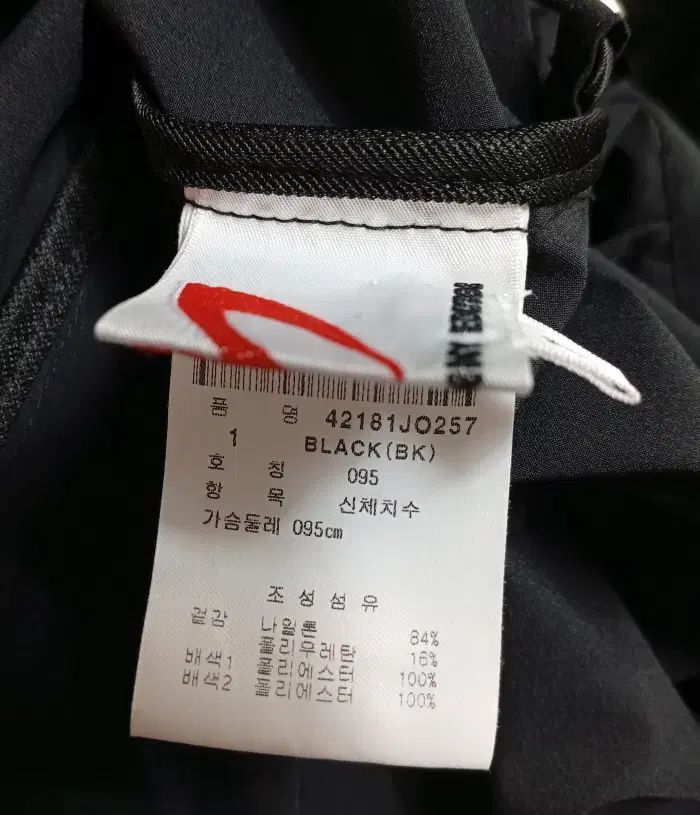 품 명 42181JO257
1 BLACK(BK)
호 칭 095
항 목 신체치수
가슴둘레 095cm
조 성 섬 유
겉감 나일론 84%
폴리우레탄 16%
배색1 폴리에스터 100%
배색2 폴리에스터 100%